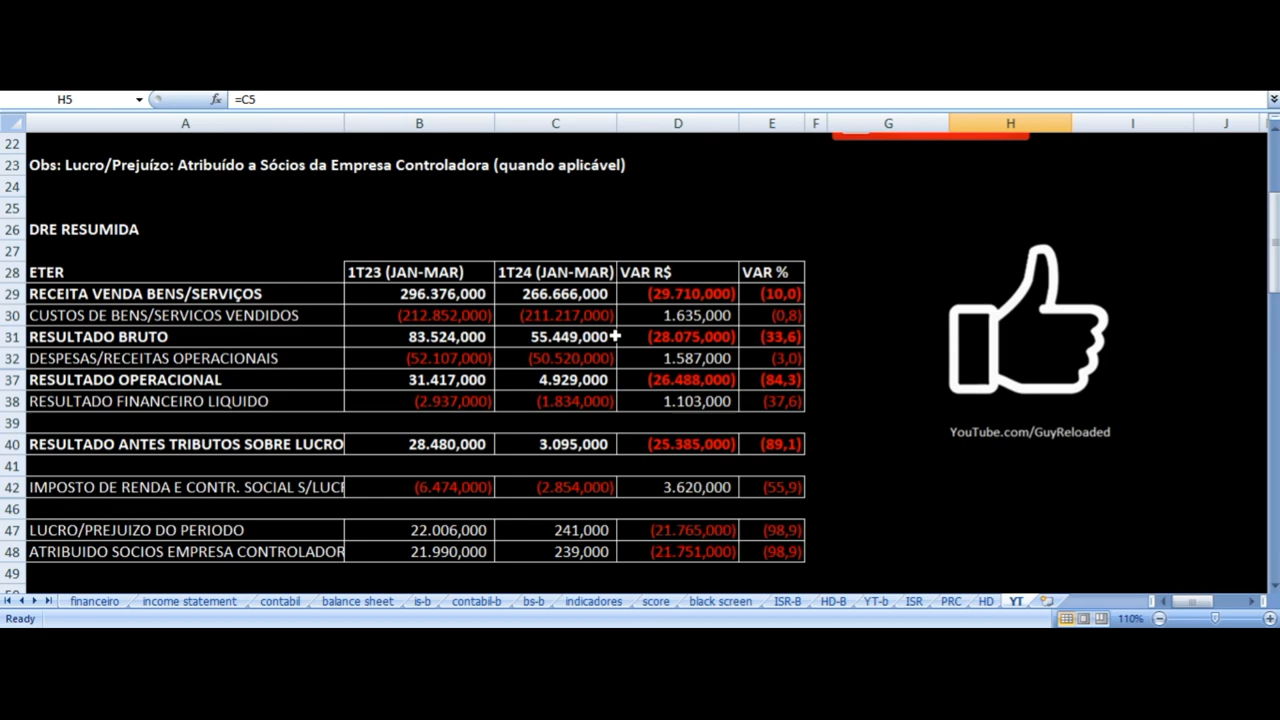 H5 fx =C5
A B C D E F G H I J
22
23 Obs: Lucro/Prejuízo: Atribuído a Sócios da Empresa Controladora (quando aplicável)
24
25
26 DRE RESUMIDA
27
28 ETER 1T23 (JAN-MAR) 1T24 (JAN-MAR) VAR R$ VAR %
29 RECEITA VENDA BENS/SERVIÇOS 296.376,000 266.666,000 (29.710,000) (10,0)
30 CUSTOS DE BENS/SERVICOS VENDIDOS (212.852,000) (211.217,000) 1.635,000 (0,8)
31 RESULTADO BRUTO 83.524,000 55.449,000 (28.075,000) (33,6)
32 DESPESAS/RECEITAS OPERACIONAIS (52.107,000) (50.520,000) 1.587,000 (3,0)
37 RESULTADO OPERACIONAL 31.417,000 4.929,000 (26.488,000) (84,3)
38 RESULTADO FINANCEIRO LIQUIDO (2.937,000) (1.834,000) 1.103,000 (37,6)
39
YouTube.com/GuyReloaded
40 RESULTADO ANTES TRIBUTOS SOBRE LUCRO 28.480,000 3.095,000 (25.385,000) (89,1)
41
42 IMPOSTO DE RENDA E CONTR. SOCIAL S/LUCR (6.474,000) (2.854,000) 3.620,000 (55,9)
46
47 LUCRO/PREJUIZO DO PERIODO 22.006,000 241,000 (21.765,000) (98,9)
48 ATRIBUIDO SOCIOS EMPRESA CONTROLADOR 21.990,000 239,000 (21.751,000) (98,9)
49
financeiro income statement contabil balance sheet is-b contabil-b bs-b indicadores score black screen ISR-B HD-B YT-b ISR PRC HD YT
Ready 110%